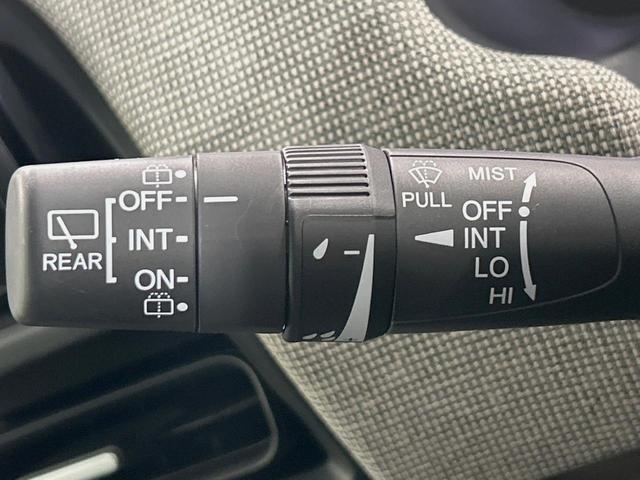 REAR
OFF
INT
ON
PULL
MIST
OFF
INT
LO
HI